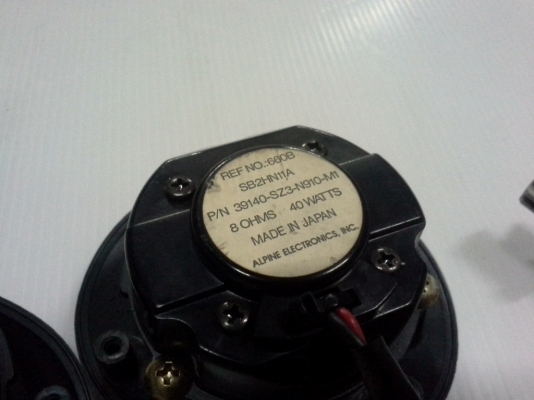 REF NO.:660B
SB2HN11A
P/N 39140-SZ3-N910-M1
8 OHMS 40 WATTS
MADE IN JAPAN
ALPINE ELECTRONICS, INC.